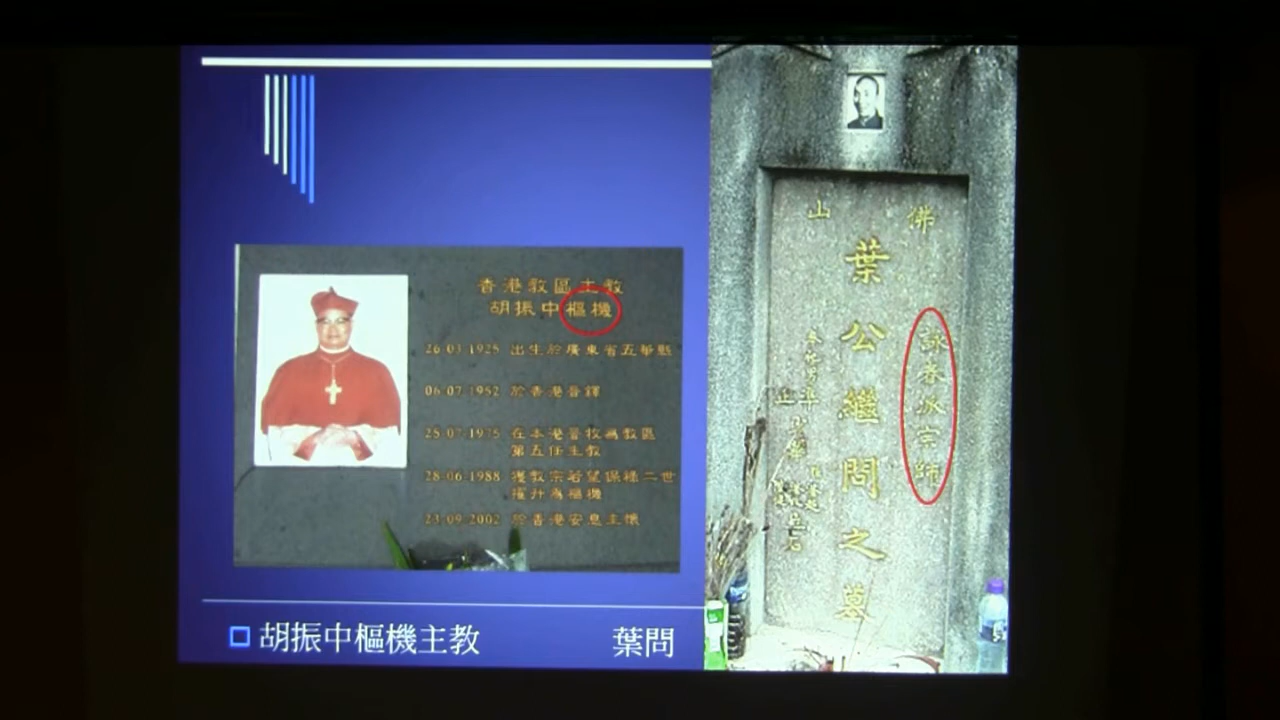 香港教區主教
胡振中樞機
26-03-1925 出生於廣東省五華縣
06-07-1952 於香港晉鐸
25-07-1975 在本港晉牧為教區
第五任主教
28-06-1988 獲教宗若望保祿二世
擢升為樞機
23-09-2002 於香港安息主懷
胡振中樞機主教
葉問
佛山
詠春派宗師
葉公繼問之墓